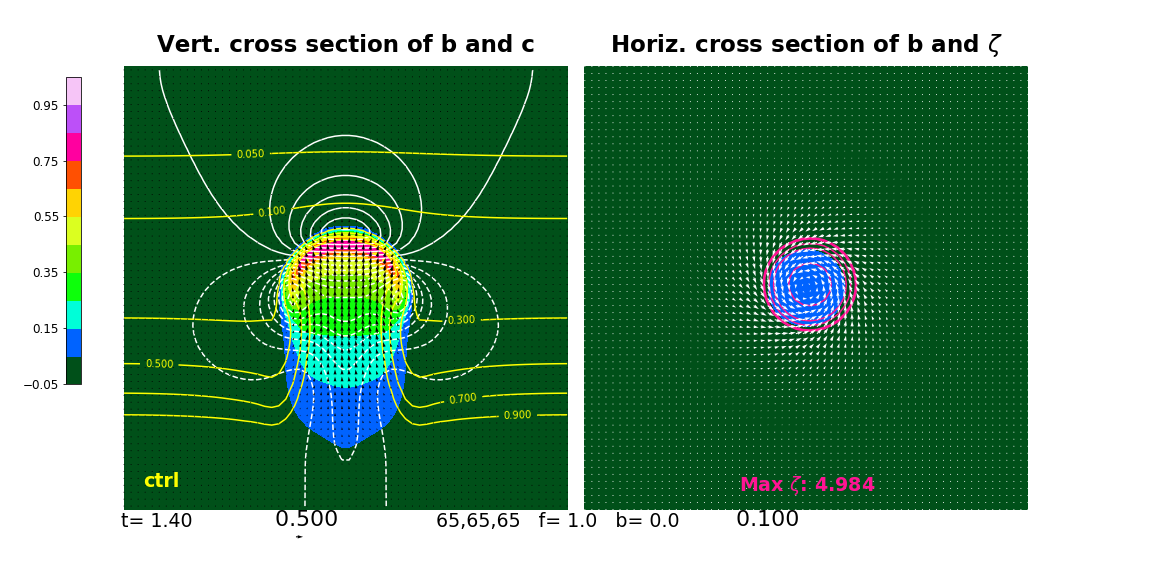 Vert. cross section of b and c
Horiz. cross section of b and ζ
0.95
0.75
0.55
0.35
0.15
−0.05
0.050
0.100
0.300
0.500
0.700
0.900
ctrl
Max ζ: 4.984
t= 1.40
0.500
65,65,65 f= 1.0 b= 0.0
0.100